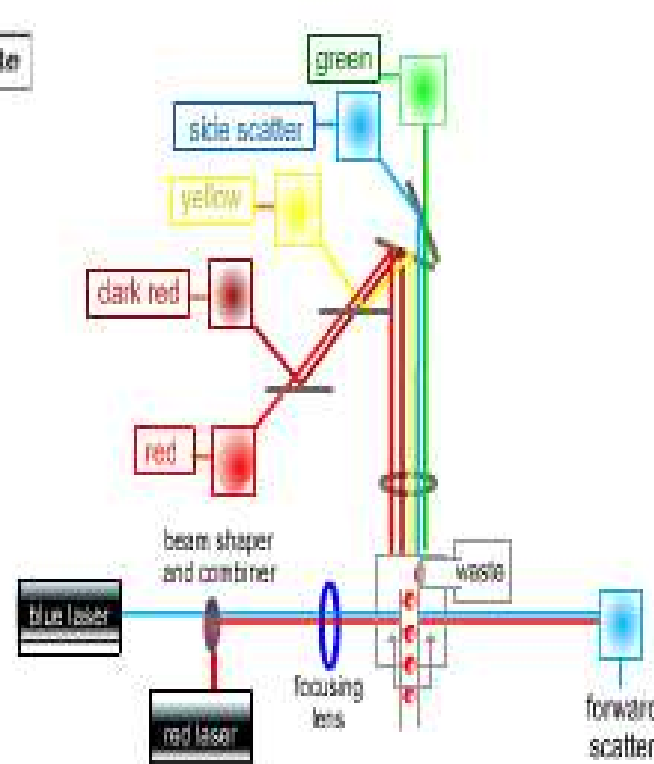 green
side scatter
yellow
dark red
red
beam shaper
and combiner
waste
blue laser
focusing
lens
red laser
forward
scatter